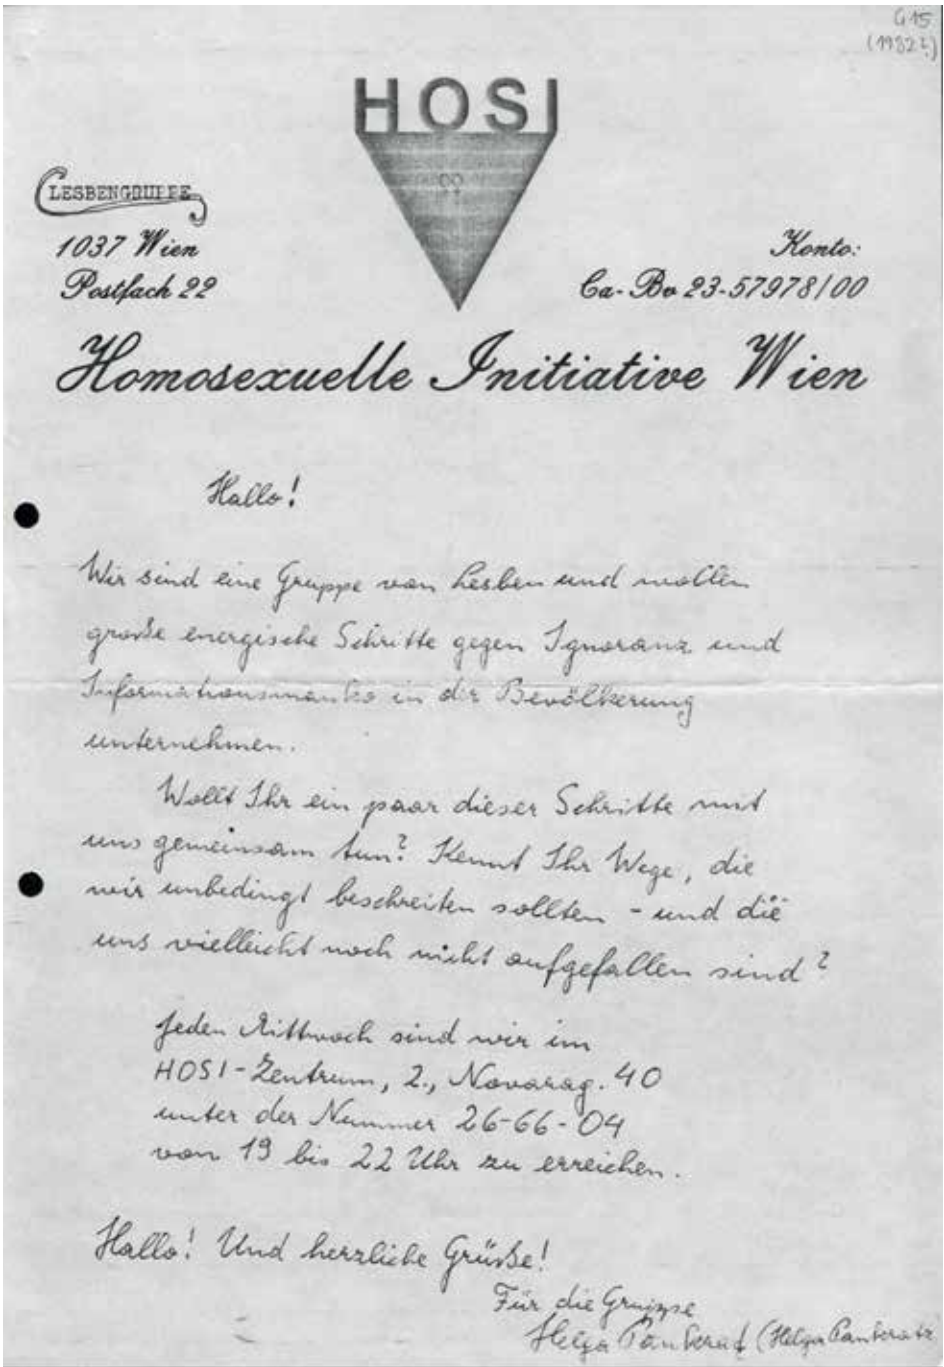 G15
(1982?)
HOSI
LESBENGRUPPE
1037 Wien
Postfach 22
Konto:
Ca-Bv 23-57978/00
Homosexuelle Initiative Wien
Hallo!
Wir sind eine Gruppe von Lesben und wollen
große energische Schritte gegen Ignoranz und
Informationsmanko in der Bevölkerung
unternehmen.
Wollt Ihr ein paar dieser Schritte mit
uns gemeinsam tun? Kennt Ihr Wege, die
wir unbedingt beschreiten sollten - und die
uns vielleicht noch nicht aufgefallen sind?
Jeden Mittwoch sind wir im
HOSI-Zentrum, 2., Novarag. 40
unter der Nummer 26-66-04
von 19 bis 22 Uhr zu erreichen.
Hallo! Und herzliche Grüße!
Für die Gruppe
Helga Pankratz (Helga Pankratz